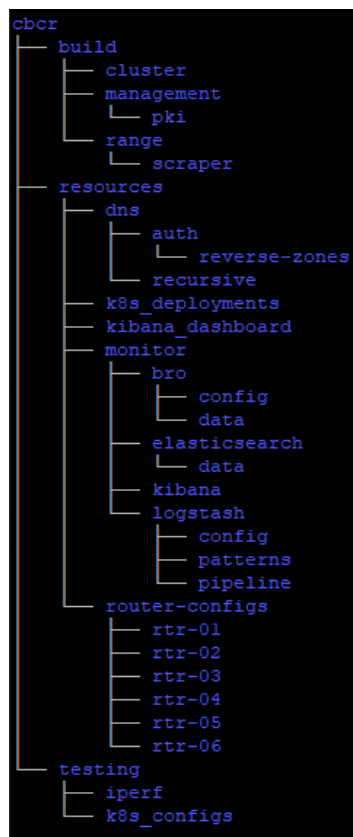 cbcr
├── build
│   ├── cluster
│   ├── management
│   │   └── pki
│   └── range
│       └── scraper
├── resources
│   ├── dns
│   │   ├── auth
│   │   │   └── reverse-zones
│   │   └── recursive
│   ├── k8s_deployments
│   ├── kibana_dashboard
│   ├── monitor
│   │   ├── bro
│   │   │   ├── config
│   │   │   └── data
│   │   ├── elasticsearch
│   │   │   └── data
│   │   ├── kibana
│   │   └── logstash
│   │       ├── config
│   │       ├── patterns
│   │       └── pipeline
│   └── router-configs
│       ├── rtr-01
│       ├── rtr-02
│       ├── rtr-03
│       ├── rtr-04
│       ├── rtr-05
│       └── rtr-06
└── testing
    ├── iperf
    └── k8s_configs